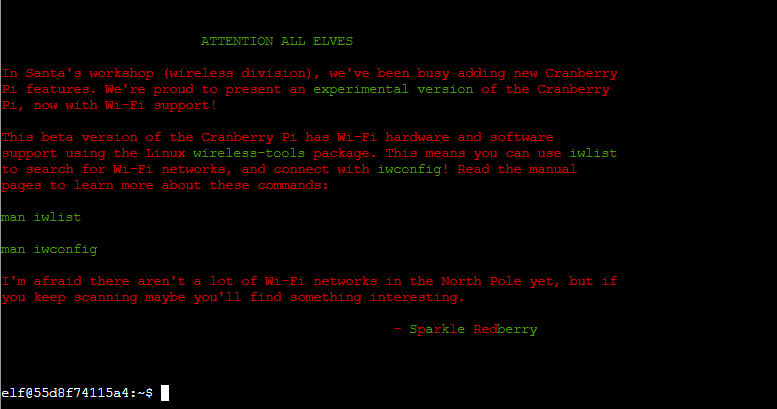 ATTENTION ALL ELVES
In Santa's workshop (wireless division), we've been busy adding new Cranberry
Pi features. We're proud to present an experimental version of the Cranberry
Pi, now with Wi-Fi support!
This beta version of the Cranberry Pi has Wi-Fi hardware and software
support using the Linux wireless-tools package. This means you can use iwlist
to search for Wi-Fi networks, and connect with iwconfig! Read the manual
pages to learn more about these commands:
man iwlist
man iwconfig
I'm afraid there aren't a lot of Wi-Fi networks in the North Pole yet, but if
you keep scanning maybe you'll find something interesting.
- Sparkle Redberry
elf@55d8f74115a4:~$